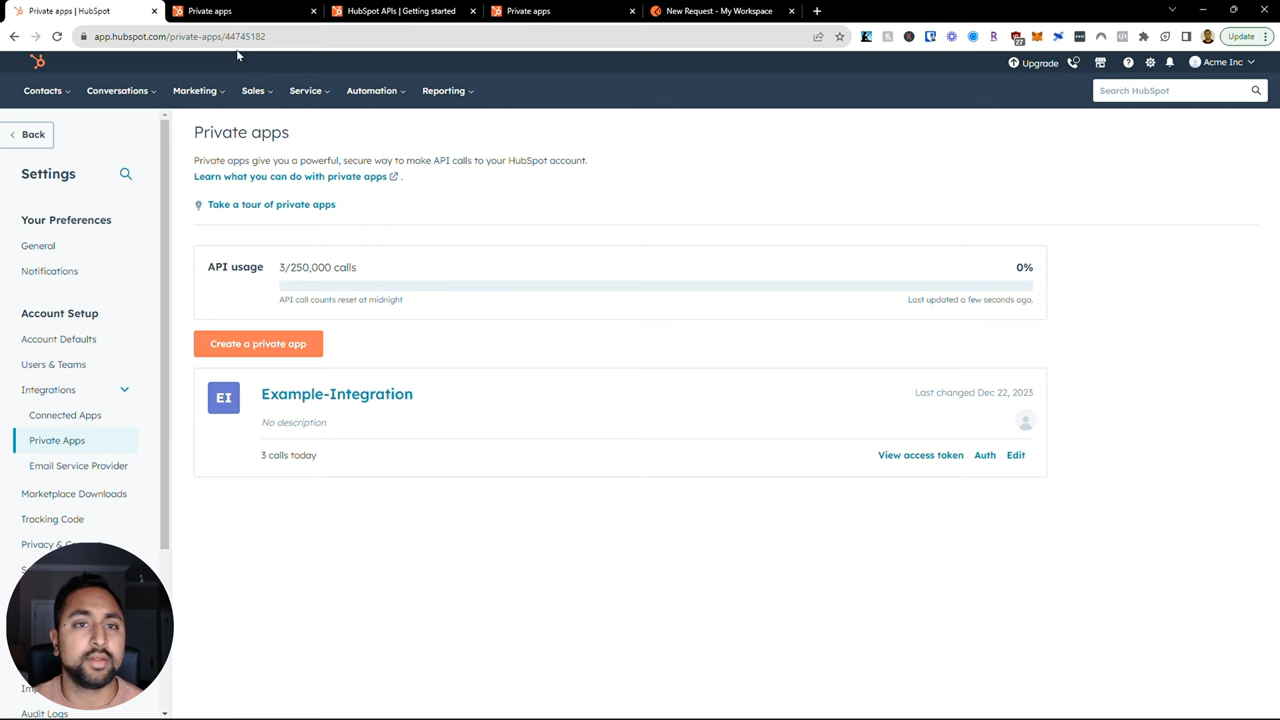 Private apps | HubSpot
Private apps
HubSpot APIs | Getting started
Private apps
New Request - My Workspace
app.hubspot.com/private-apps/44745182
27
Update
Upgrade
Acme Inc
Contacts
Conversations
Marketing
Sales
Service
Automation
Reporting
Search HubSpot
Back
Settings
Your Preferences
General
Notifications
Account Setup
Account Defaults
Users & Teams
Integrations
Connected Apps
Private Apps
Email Service Provider
Marketplace Downloads
Tracking Code
Privacy &
Audit Logs
Private apps
Private apps give you a powerful, secure way to make API calls to your HubSpot account.
Learn what you can do with private apps .
Take a tour of private apps
API usage 3/250,000 calls 0%
API call counts reset at midnight Last updated a few seconds ago.
Create a private app
EI Example-Integration Last changed Dec 22, 2023
No description
3 calls today View access token Auth Edit